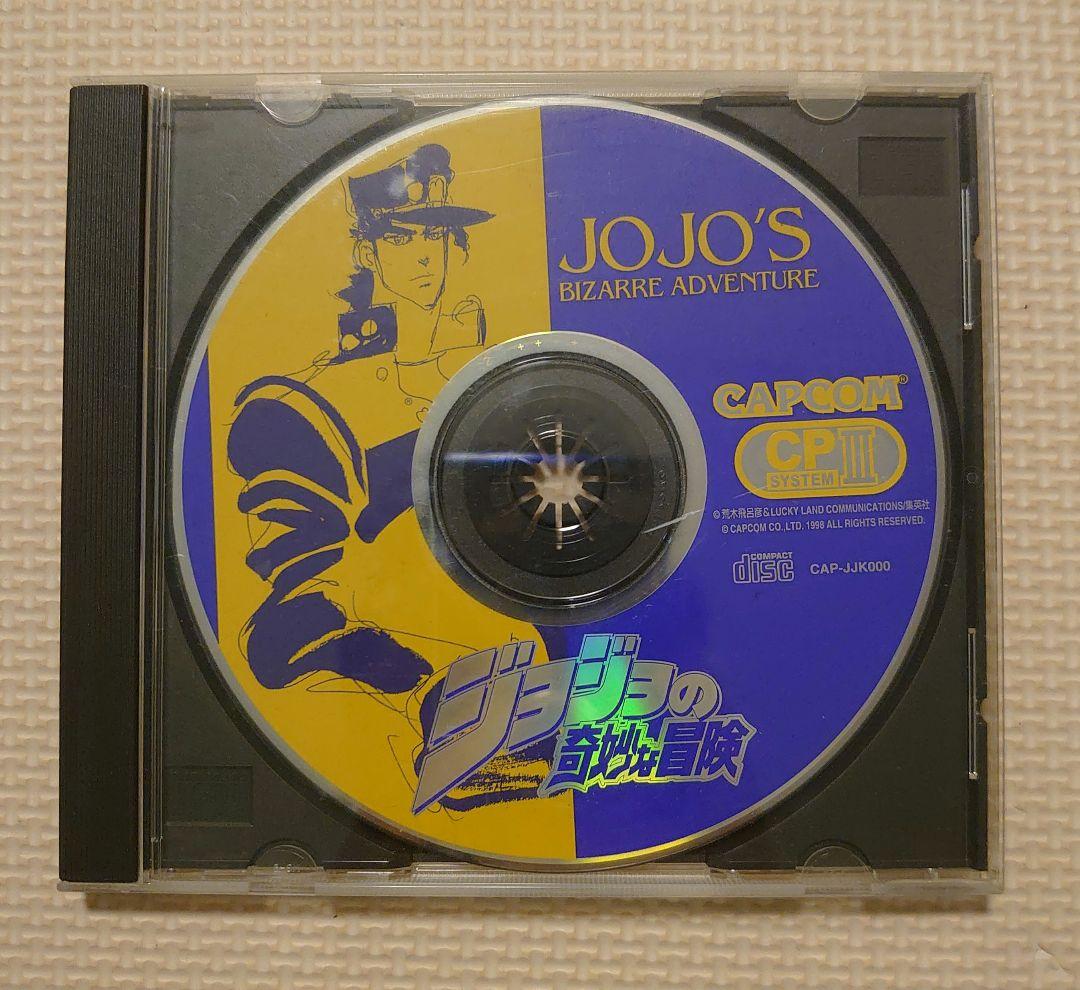 JOJO'S
BIZARRE ADVENTURE
CAPCOM®
CP III
SYSTEM
© 荒木飛呂彦&LUCKY LAND COMMUNICATIONS/集英社
© CAPCOM CO.,LTD. 1998 ALL RIGHTS RESERVED.
COMPACT
disc
CAP-JJK000
ジョジョの
奇妙な冒険